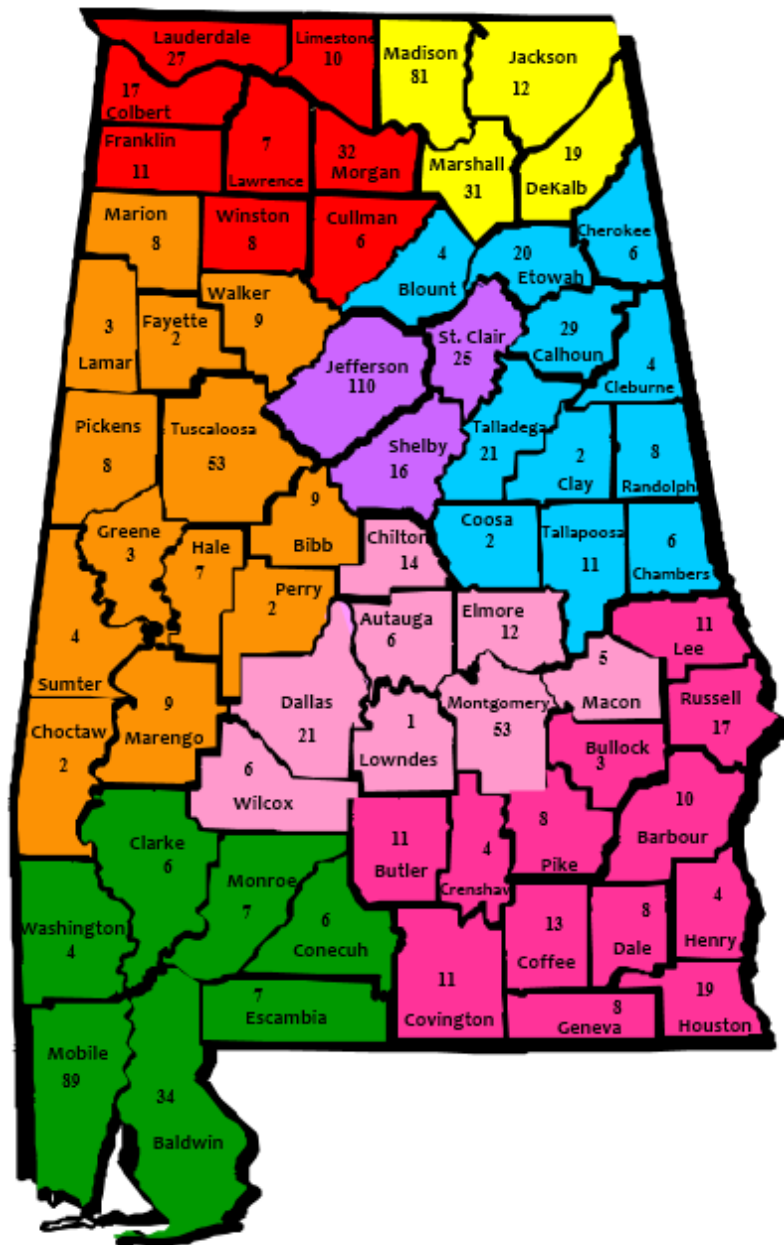 Lauderdale
27
Limestone
10
Madison
81
Jackson
12
17
Colbert
Franklin
11
7
Lawrence
32
Morgan
Marshall
31
19
DeKalb
Marion
8
Winston
8
Cullman
6
4
Blount
20
Etowah
Cherokee
6
3
Lamar
Fayette
2
Walker
9
Jefferson
110
St. Clair
25
29
Calhoun
4
Cleburne
Pickens
8
Tuscaloosa
53
Shelby
16
Talladega
21
2
Clay
8
Randolph
Greene
3
Hale
7
9
Bibb
Chilton
14
Coosa
2
Tallapoosa
11
6
Chambers
4
Sumter
Perry
2
Autauga
6
Elmore
12
11
Lee
Choctaw
2
9
Marengo
Dallas
21
1
Lowndes
Montgomery
53
5
Macon
Russell
17
6
Wilcox
Bullock
3
Clarke
6
Monroe
7
11
Butler
4
Crenshaw
8
Pike
10
Barbour
Washington
4
6
Conecuh
13
Coffee
8
Dale
4
Henry
Mobile
89
7
Escambia
11
Covington
8
Geneva
19
Houston
34
Baldwin